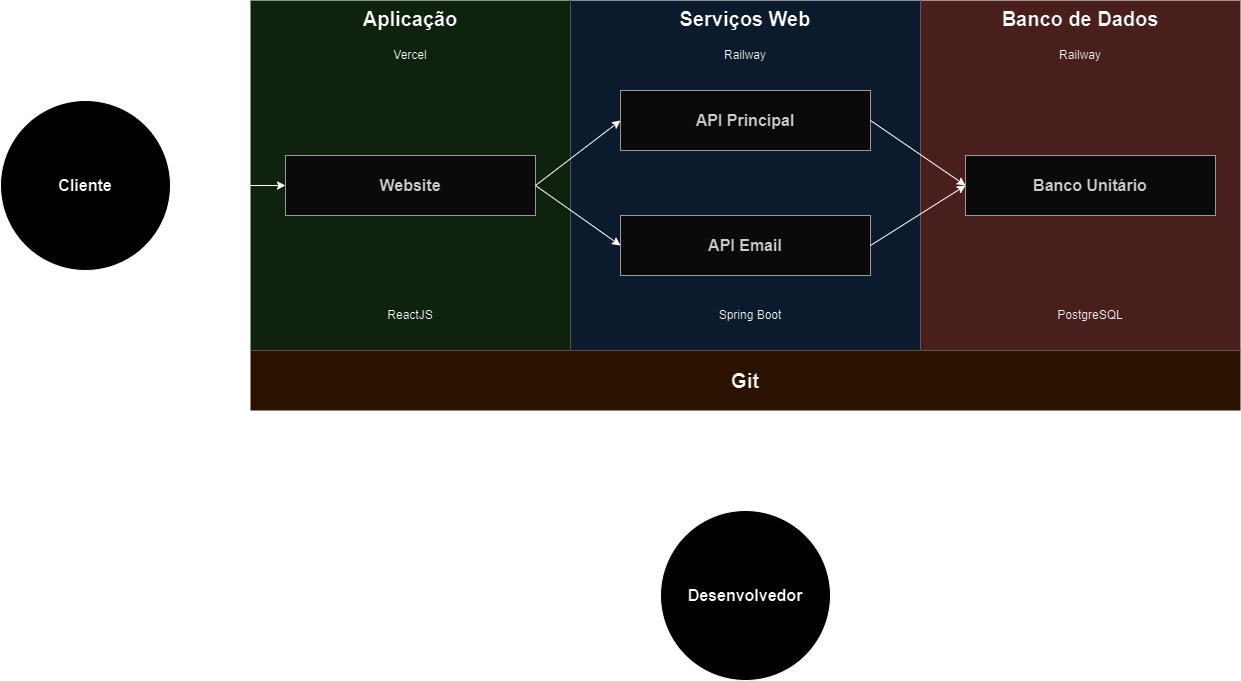 Aplicação
Serviços Web
Banco de Dados
Vercel
Railway
Railway
API Principal
Cliente
Website
Banco Unitário
API Email
ReactJS
Spring Boot
PostgreSQL
Git
Desenvolvedor